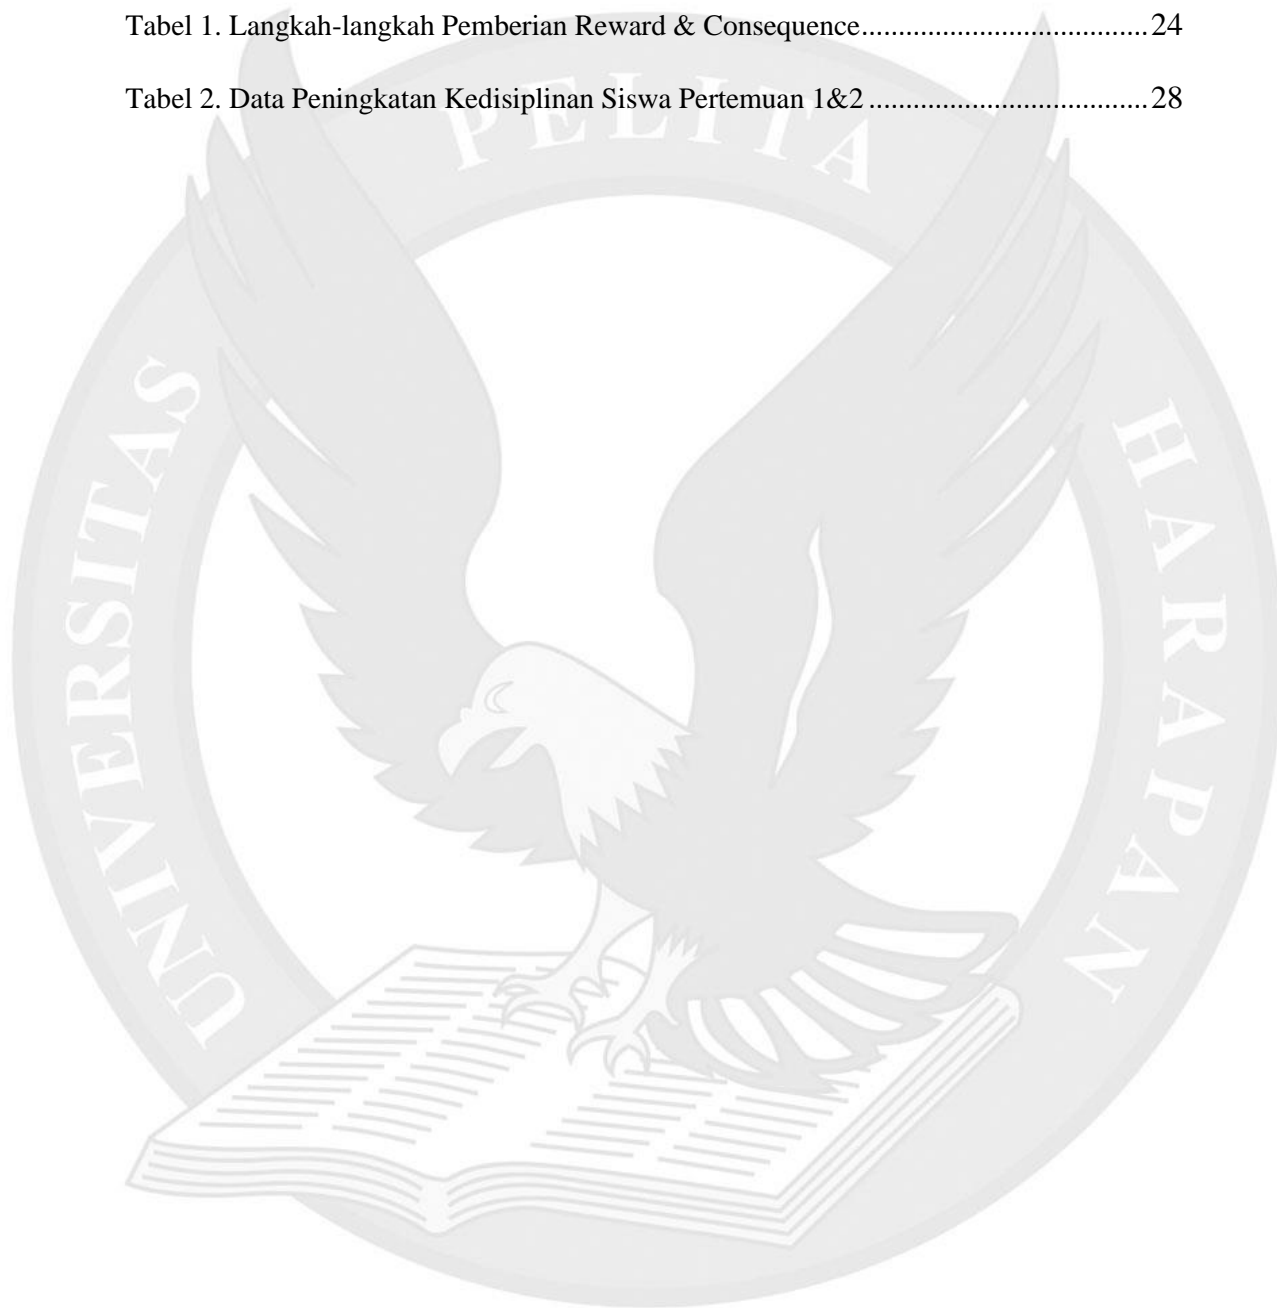 Tabel 1. Langkah-langkah Pemberian Reward & Consequence.......................................24
Tabel 2. Data Peningkatan Kedisiplinan Siswa Pertemuan 1&2 ......................................28
UNIVERSITAS PELITA HARAPAN